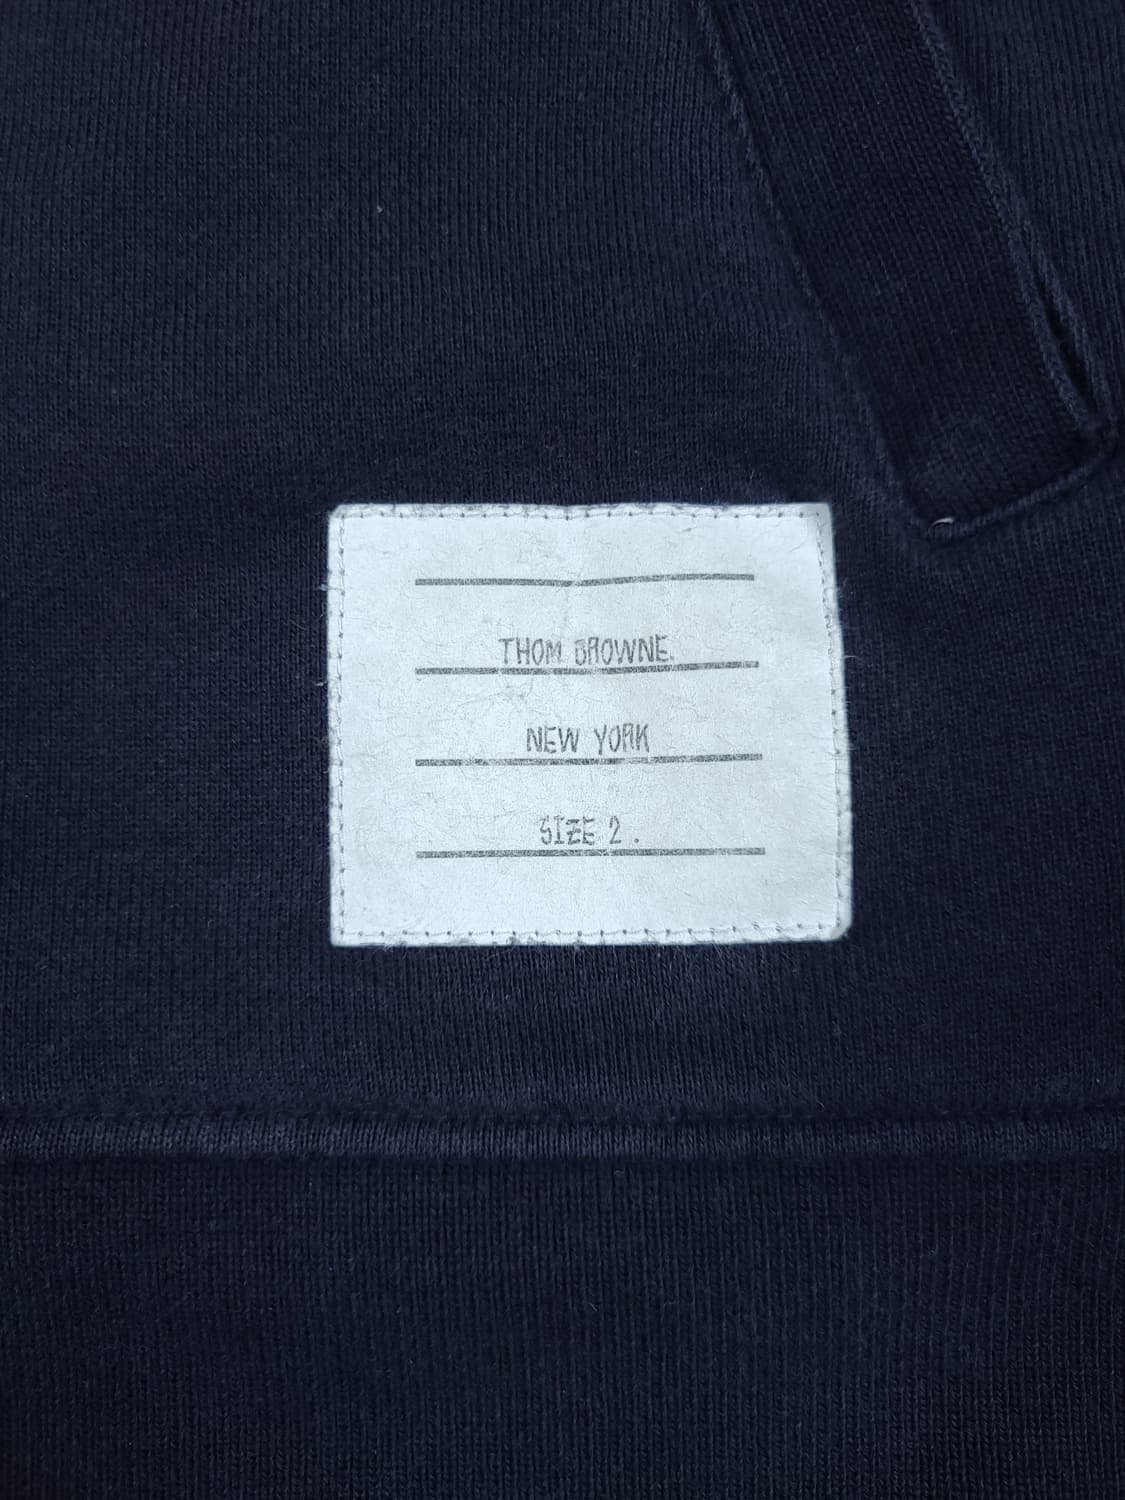 THOM BROWNE.
NEW YORK
SIZE 2 .